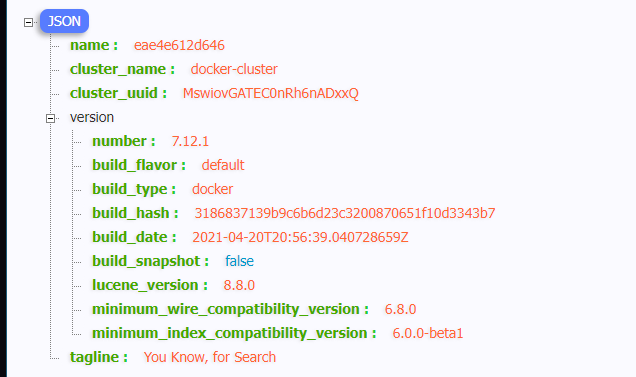 JSON
name : eae4e612d646
cluster_name : docker-cluster
cluster_uuid : MswiovGATEC0nRh6nADxxQ
version
number : 7.12.1
build_flavor : default
build_type : docker
build_hash : 3186837139b9c6b6d23c3200870651f10d3343b7
build_date : 2021-04-20T20:56:39.040728659Z
build_snapshot : false
lucene_version : 8.8.0
minimum_wire_compatibility_version : 6.8.0
minimum_index_compatibility_version : 6.0.0-beta1
tagline : You Know, for Search